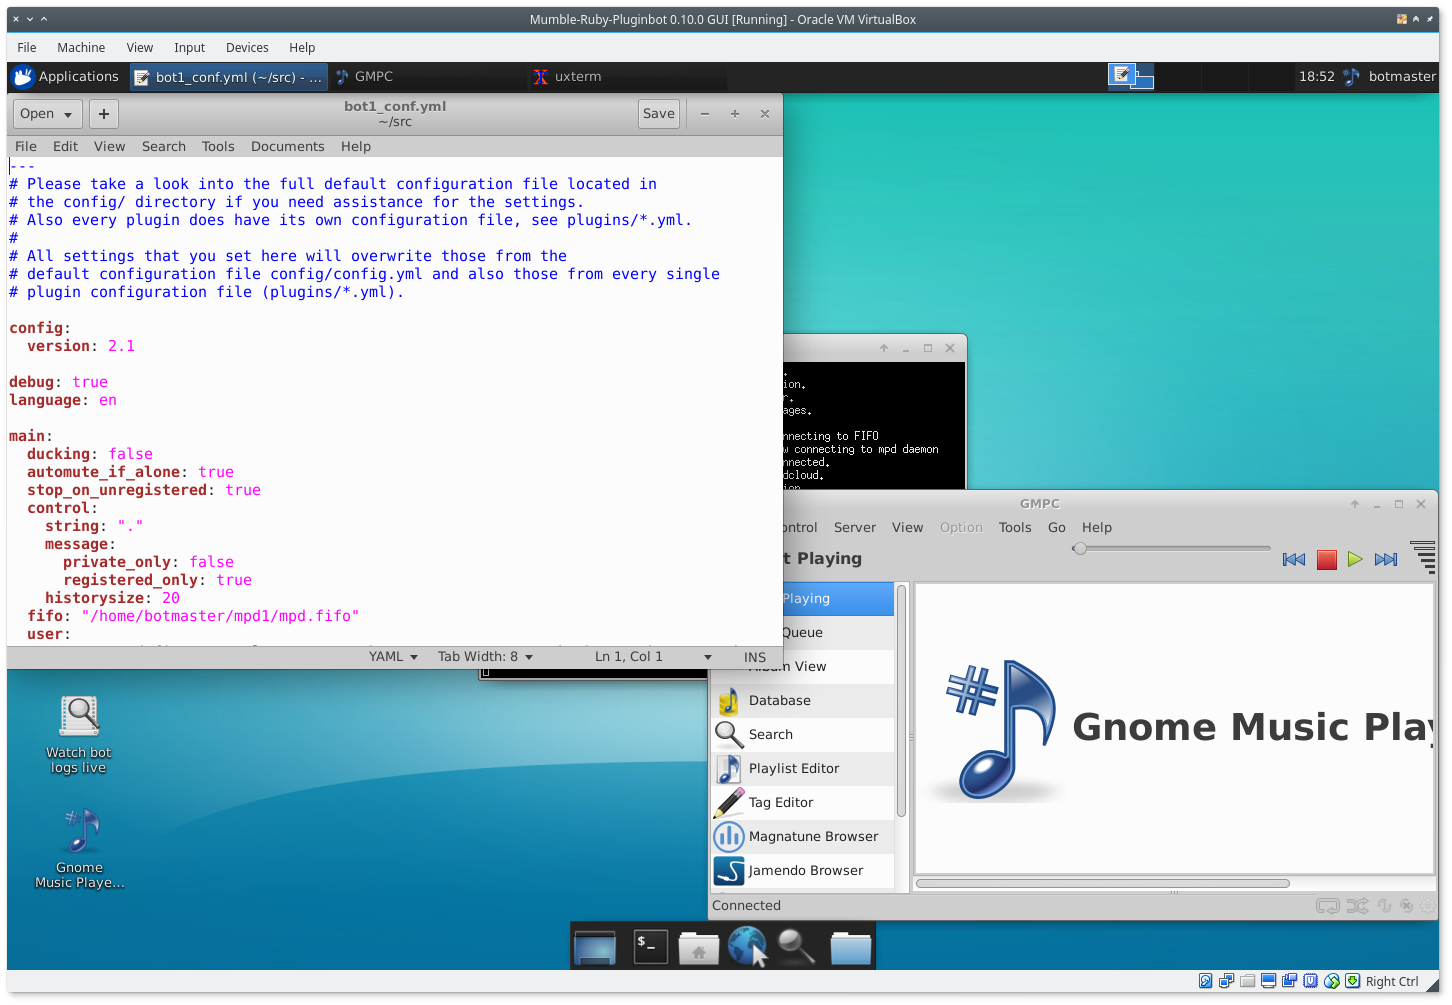 Mumble-Ruby-Pluginbot 0.10.0 GUI [Running] - Oracle VM VirtualBox
File Machine View Input Devices Help
Applications bot1_conf.yml (~/src) - ... GMPC uxterm 18:52 botmaster
Open + bot1_conf.yml Save
~/src
File Edit View Search Tools Documents Help
---
# Please take a look into the full default configuration file located in
# the config/ directory if you need assistance for the settings.
# Also every plugin does have its own configuration file, see plugins/*.yml.
#
# All settings that you set here will overwrite those from the
# default configuration file config/config.yml and also those from every single
# plugin configuration file (plugins/*.yml).
config:
version: 2.1
debug: true
language: en
main:
ducking: false
automute_if_alone: true
stop_on_unregistered: true
control:
string: "."
message:
private_only: false
registered_only: true
historysize: 20
fifo: "/home/botmaster/mpd1/mpd.fifo"
user:
YAML Tab Width: 8 Ln 1, Col 1 INS
ion.
r.
ages.
nnecting to FIFO
w connecting to mpd daemon
nnected.
dcloud.
GMPC
ontrol Server View Option Tools Go Help
t Playing
Playing
Queue
Album View
Database
Search
Playlist Editor
Tag Editor
Magnatune Browser
Jamendo Browser
Gnome Music Play
Connected
Watch bot
logs live
Gnome
Music Playe...
$_
Right Ctrl